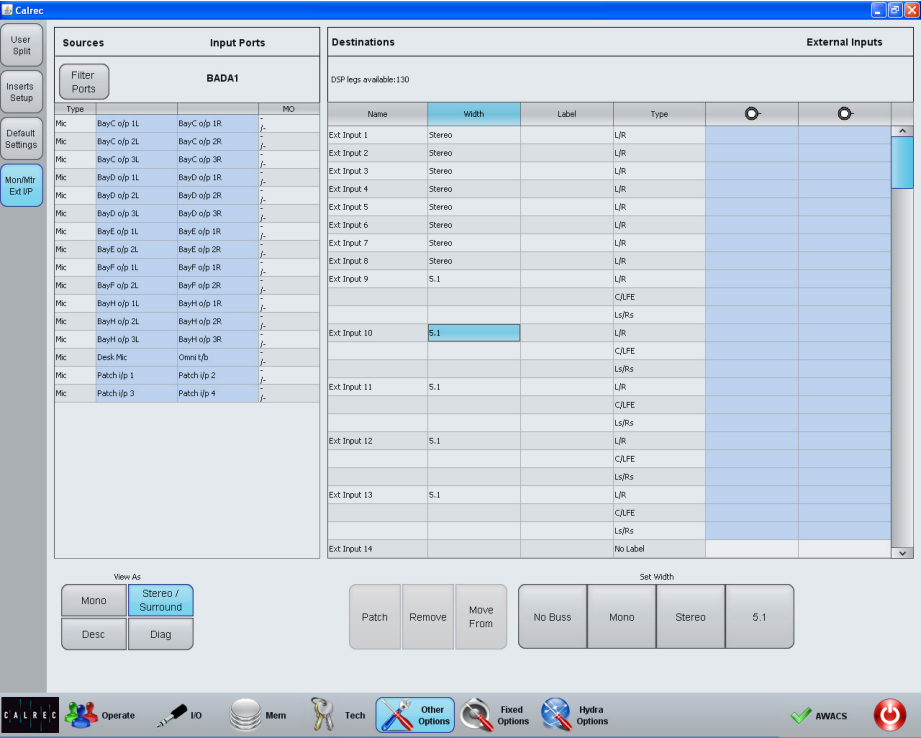 Calrec
User Split
Inserts Setup
Default Settings
Mon/Mtr Ext I/P
Sources Input Ports
Filter Ports
BADA1
Type MO
Mic BayC o/p 1L BayC o/p 1R -/-
Mic BayC o/p 2L BayC o/p 2R -/-
Mic BayC o/p 3L BayC o/p 3R -/-
Mic BayD o/p 1L BayD o/p 1R -/-
Mic BayD o/p 2L BayD o/p 2R -/-
Mic BayD o/p 3L BayD o/p 3R -/-
Mic BayE o/p 1L BayE o/p 1R -/-
Mic BayE o/p 2L BayE o/p 2R -/-
Mic BayF o/p 1L BayF o/p 1R -/-
Mic BayF o/p 2L BayF o/p 2R -/-
Mic BayH o/p 1L BayH o/p 1R -/-
Mic BayH o/p 2L BayH o/p 2R -/-
Mic BayH o/p 3L BayH o/p 3R -/-
Mic Desk Mic Omni t/b -/-
Mic Patch i/p 1 Patch i/p 2 -/-
Mic Patch i/p 3 Patch i/p 4 -/-
Destinations External Inputs
DSP legs available:130
Name Width Label Type
Ext Input 1 Stereo L/R
Ext Input 2 Stereo L/R
Ext Input 3 Stereo L/R
Ext Input 4 Stereo L/R
Ext Input 5 Stereo L/R
Ext Input 6 Stereo L/R
Ext Input 7 Stereo L/R
Ext Input 8 Stereo L/R
Ext Input 9 5.1 L/R
C/LFE
Ls/Rs
Ext Input 10 5.1 L/R
C/LFE
Ls/Rs
Ext Input 11 5.1 L/R
C/LFE
Ls/Rs
Ext Input 12 5.1 L/R
C/LFE
Ls/Rs
Ext Input 13 5.1 L/R
C/LFE
Ls/Rs
Ext Input 14 No Label
View As
Mono
Stereo / Surround
Desc
Diag
Patch
Remove
Move From
Set Width
No Buss
Mono
Stereo
5.1
CALREC
Operate
I/O
Mem
Tech
Other Options
Fixed Options
Hydra Options
AWACS